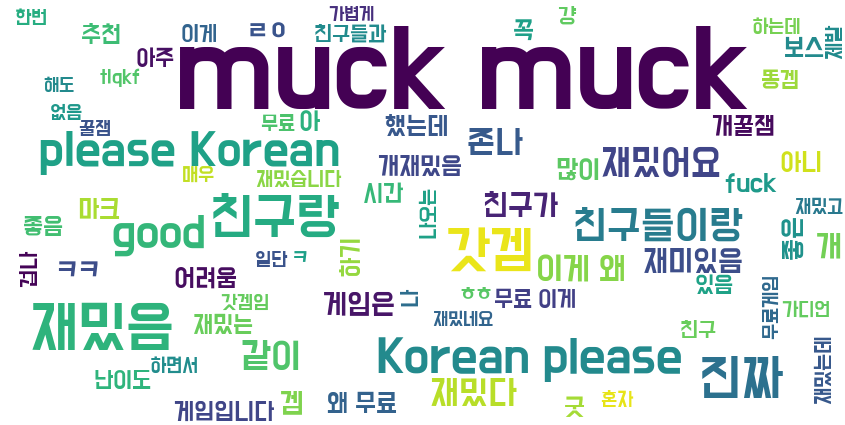 한번
추천
이게
ㄹㅇ
가볍게
친구들과
꼭
걍
하는데
보스
제발
아주
muck muck
해도
tlqkf
똥겜
없음
꿀잼
무료
아
했는데
존나
개꿀잼
please Korean
매우
재밌습니다
개재밌음
많이
재밌어요
아니
fuck
시간
마크
좋음
good
친구랑
나오는
친구가
친구들이랑
재밌고
좋은
개
겁나
ㅋㅋ
어려움
일단
ㅋ
하기
갓겜
이게 왜
재미있음
있음
갓겜임
재밌는
게임은
나
ㅎㅎ
무료 이게
재밌네요
친구
무료게임
가디언
재밌음
같이
하면서
난이도
Korean please
진짜
재밌는데
게임입니다
겜
왜 무료
재밌다
굿
혼자